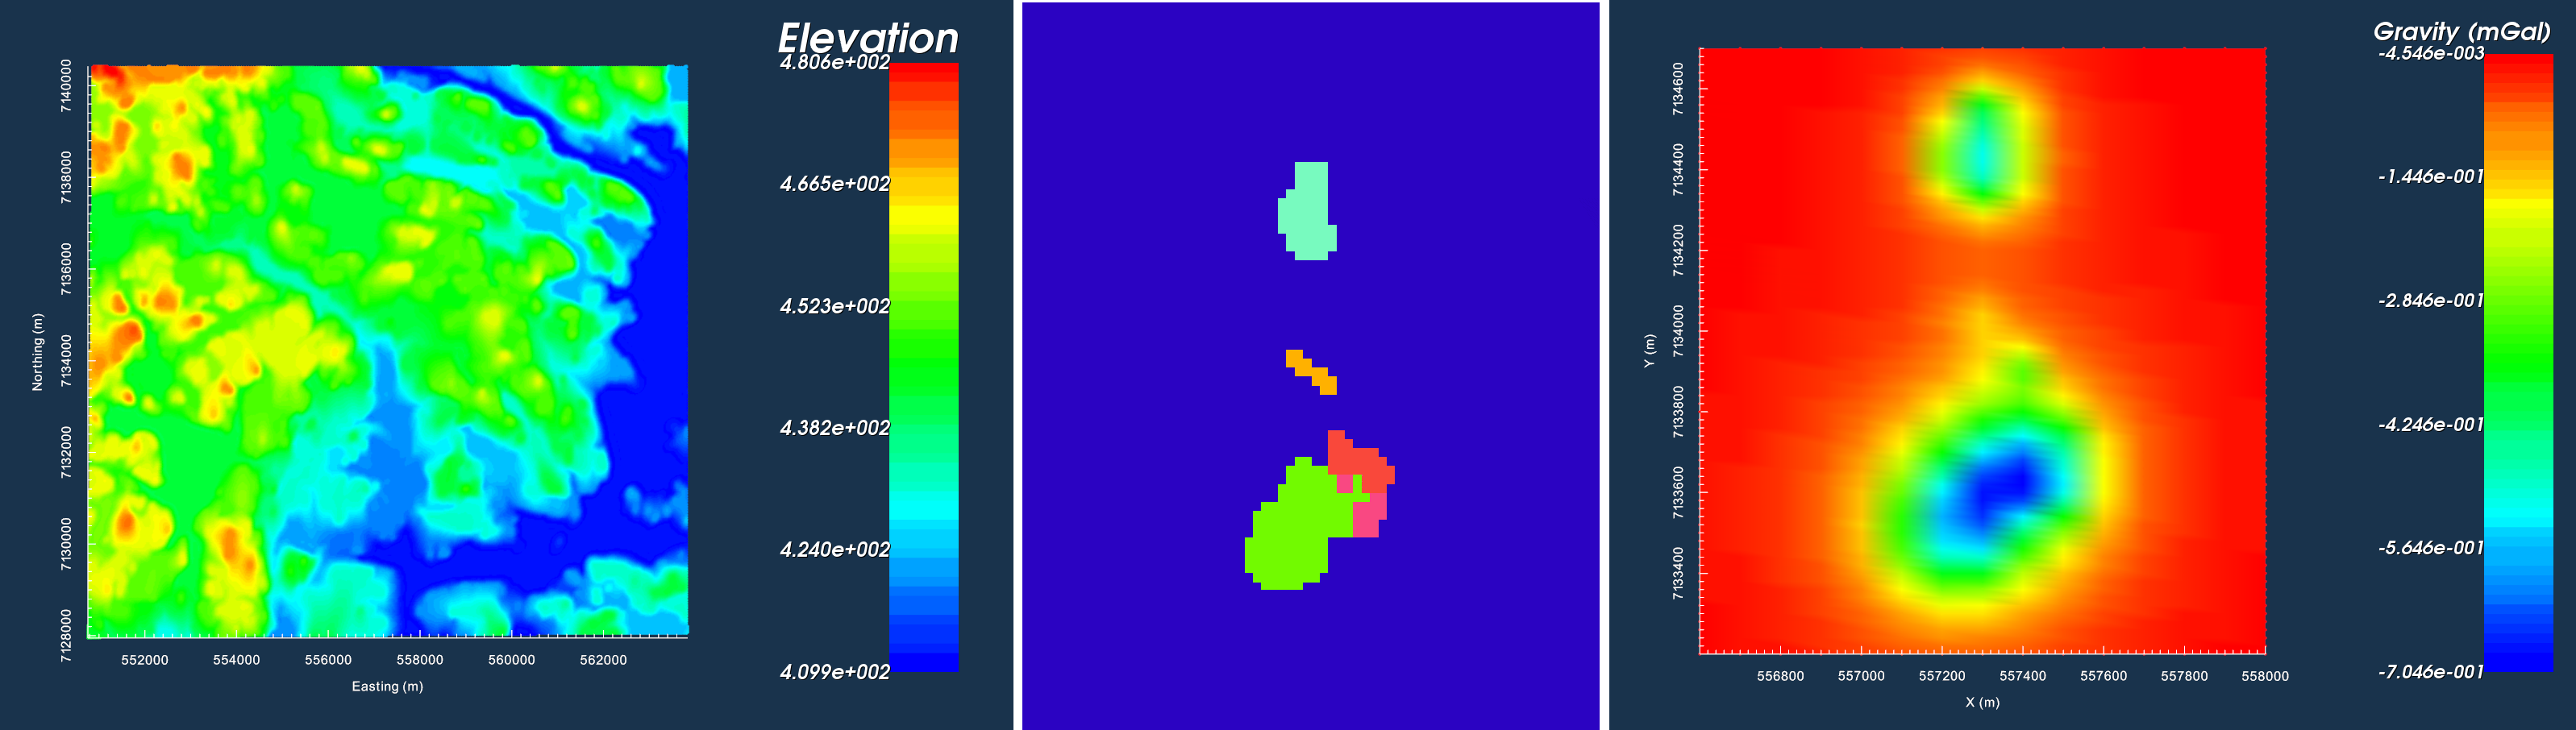 Elevation
4.806e+002
4.665e+002
4.523e+002
4.382e+002
4.240e+002
4.099e+002
7140000
7138000
7136000
7134000
7132000
7130000
7128000
Northing (m)
552000 554000 556000 558000 560000 562000
Easting (m)
Gravity (mGal)
-4.546e-003
-1.446e-001
-2.846e-001
-4.246e-001
-5.646e-001
-7.046e-001
7134600
7134400
7134200
7134000
7133800
7133600
7133400
Y (m)
556800 557000 557200 557400 557600 557800 558000
X (m)